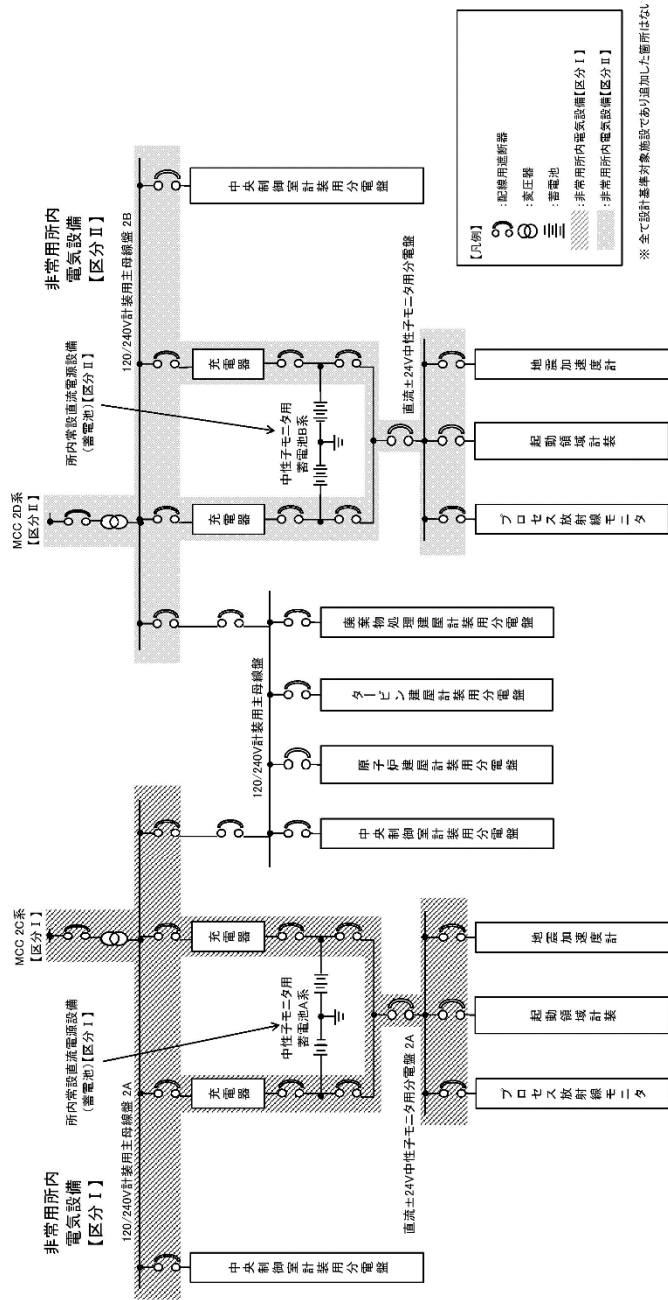 非常用所内
電気設備
【区分Ⅰ】
所内常設直流電源設備
(蓄電池)【区分Ⅰ】
MCC 2C系
【区分Ⅰ】
120/240V計装用主母線盤 2A
中央制御室計装用分電盤
充電器
充電器
中性子モニタ用
蓄電池A系
直流±24V中性子モニタ用分電盤 2A
プロセス放射線モニタ
起動領域計装
地震加速度計
120/240V計装用主母線盤
中央制御室計装用分電盤
原子炉建屋計装用分電盤
タービン建屋計装用分電盤
廃棄物処理建屋計装用分電盤
MCC 2D系
【区分Ⅱ】
所内常設直流電源設備
(蓄電池)【区分Ⅱ】
非常用所内
電気設備
【区分Ⅱ】
120/240V計装用主母線盤 2B
充電器
充電器
中性子モニタ用
蓄電池B系
中央制御室計装用分電盤
直流±24V中性子モニタ用分電盤
プロセス放射線モニタ
起動領域計装
地震加速度計
【凡例】
:配線用遮断器
:変圧器
:蓄電池
:非常用所内電気設備【区分Ⅰ】
:非常用所内電気設備【区分Ⅱ】
※ 全て設計基準対象施設であり追加した箇所はな